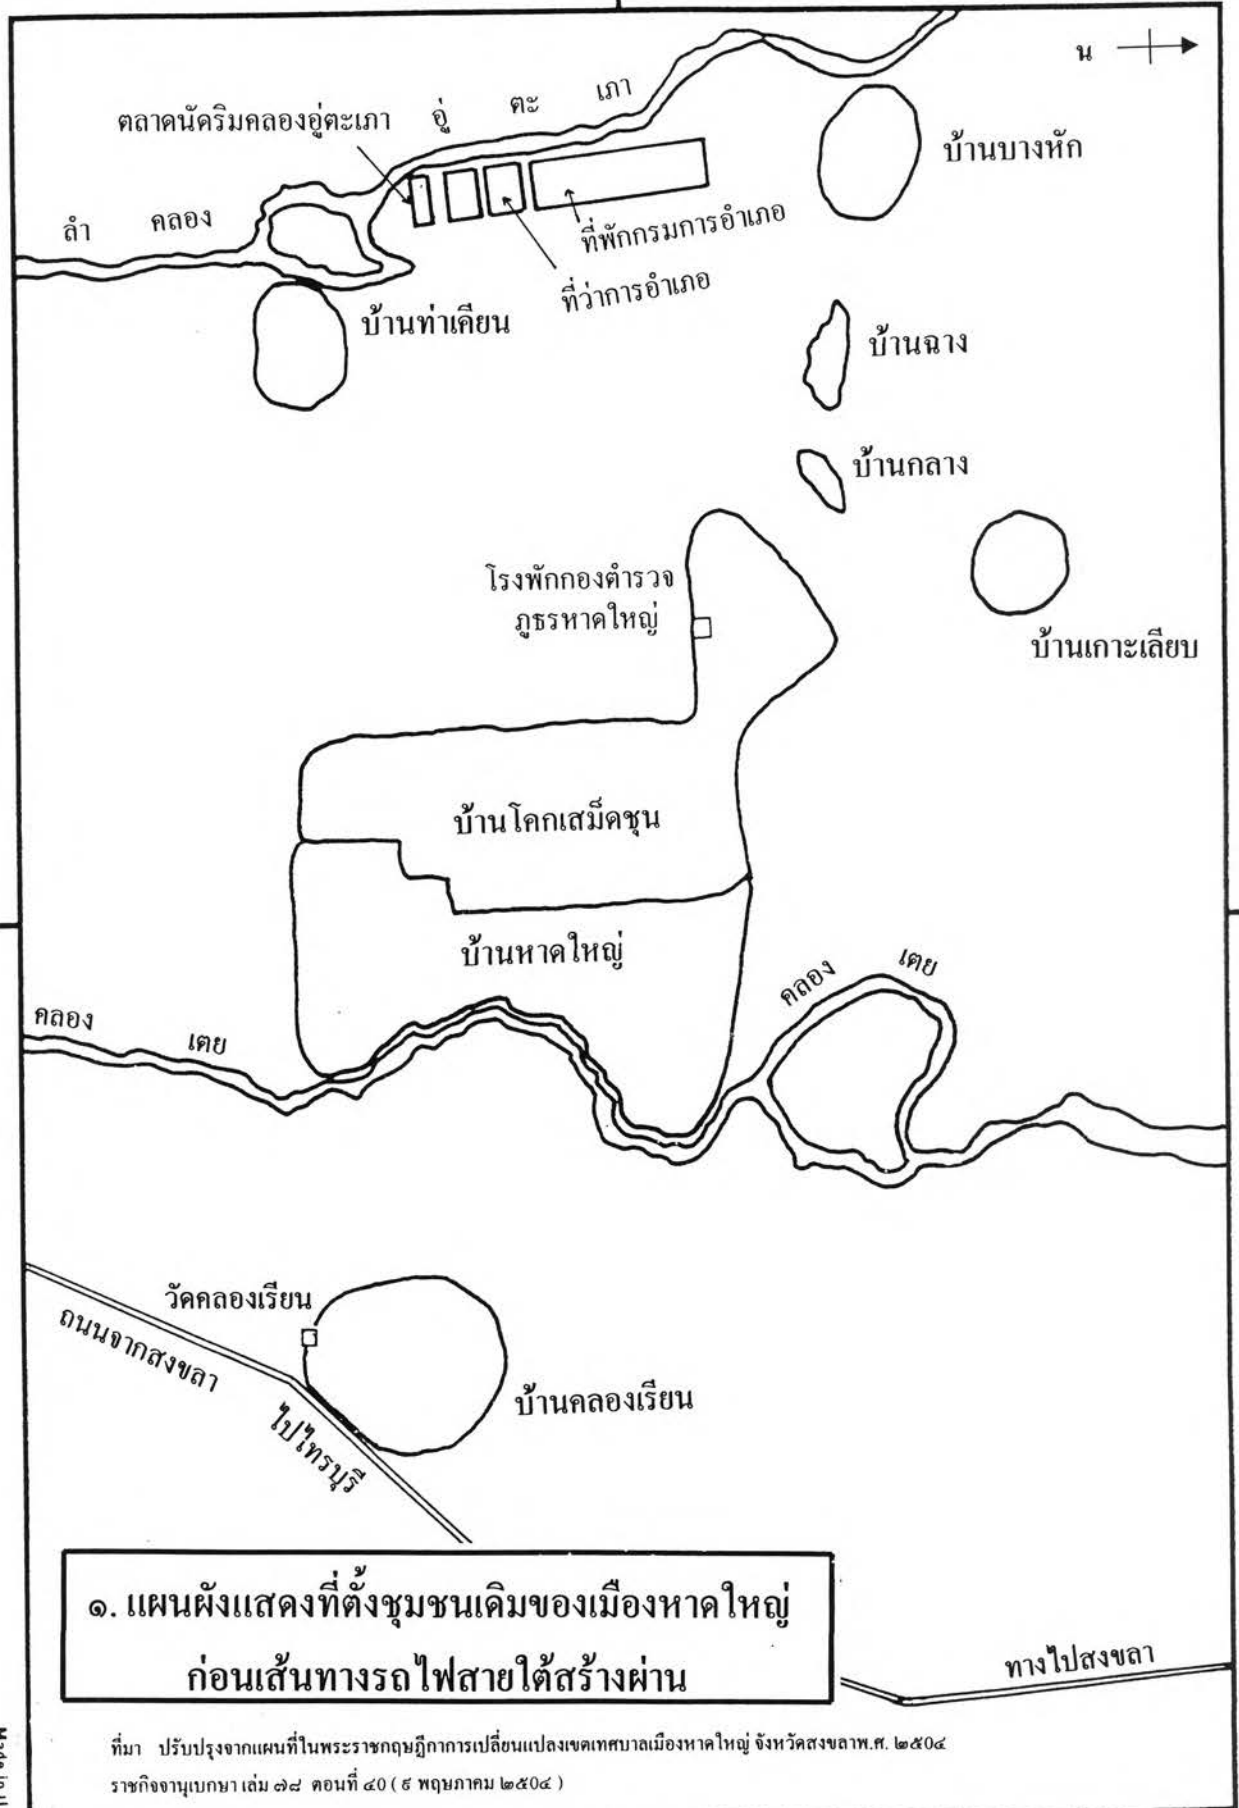 น
ลำ คลอง อู่ ตะ เภา
ตลาดนัดริมคลองอู่ตะเภา
บ้านบางหัก
ที่พักกรมการอำเภอ
ที่ว่าการอำเภอ
บ้านท่าเคียน
บ้านฉาง
บ้านกลาง
โรงพักกองตำรวจ
ภูธรหาดใหญ่
บ้านเกาะเลียบ
บ้านโคกเสม็ดชุน
บ้านหาดใหญ่
คลอง เตย
คลอง เตย
วัดคลองเรียน
ถนนจากสงขลา
ไปไทรบุรี
บ้านคลองเรียน
๑. แผนผังแสดงที่ตั้งชุมชนเดิมของเมืองหาดใหญ่
ก่อนเส้นทางรถไฟสายใต้สร้างผ่าน
ทางไปสงขลา
ที่มา ปรับปรุงจากแผนที่ในพระราชกฤษฎีกาการเปลี่ยนแปลงเขตเทศบาลเมืองหาดใหญ่ จังหวัดสงขลาพ.ศ. ๒๕๐๔
ราชกิจจานุเบกษา เล่ม ๗๘ ตอนที่ ๔๐ ( ๙ พฤษภาคม ๒๕๐๔ )